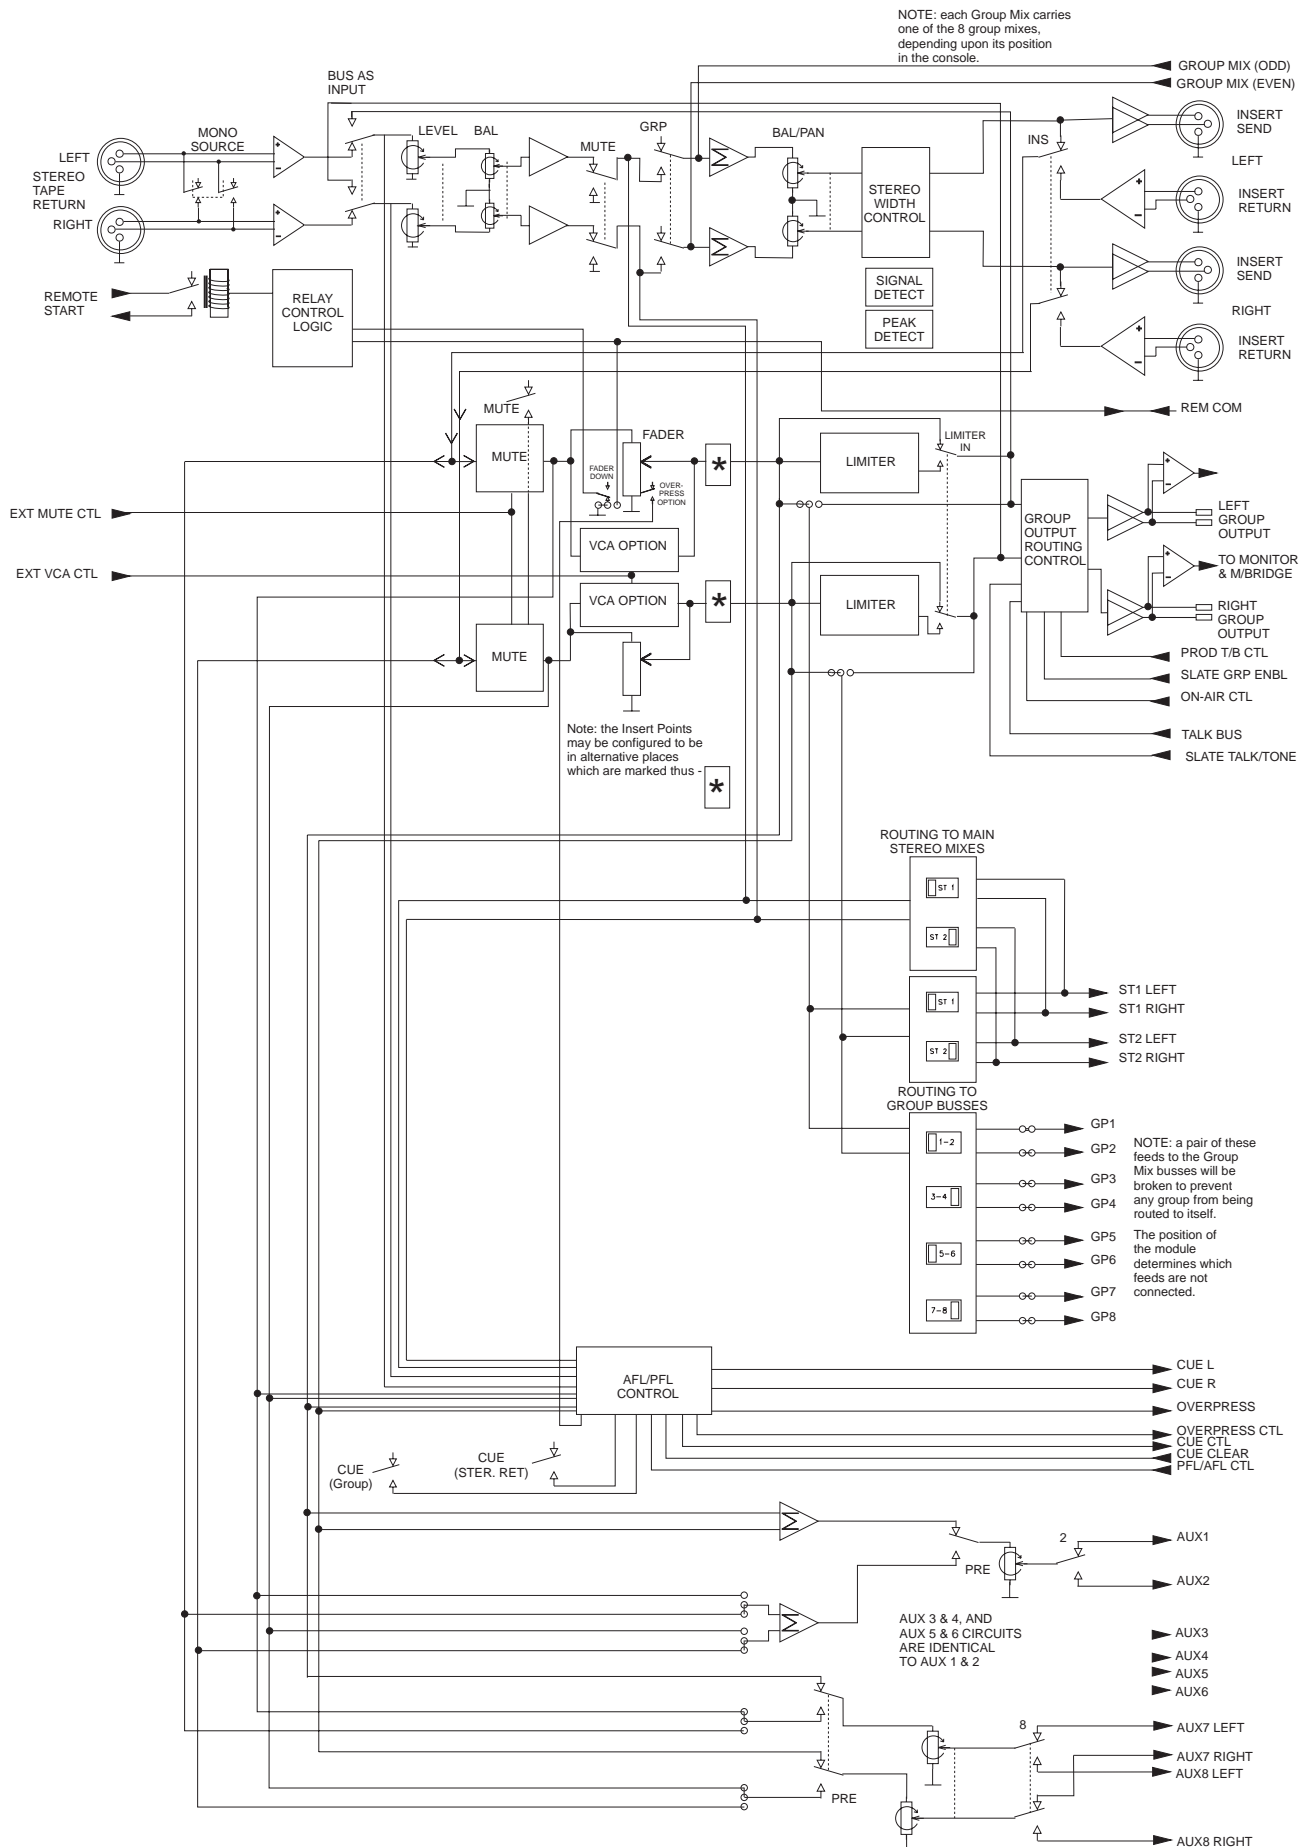 NOTE: each Group Mix carries
one of the 8 group mixes,
depending upon its position
in the console.
GROUP MIX (ODD)
GROUP MIX (EVEN)
BUS AS
INPUT
MONO
SOURCE
LEVEL
BAL
MUTE
GRP
BAL/PAN
INS
INSERT
SEND
LEFT
STEREO
TAPE
RETURN
RIGHT
LEFT
STEREO
WIDTH
CONTROL
INSERT
RETURN
INSERT
SEND
RIGHT
INSERT
RETURN
REMOTE
START
RELAY
CONTROL
LOGIC
SIGNAL
DETECT
PEAK
DETECT
REM COM
MUTE
MUTE
FADER
FADER
DOWN
OVER-
PRESS
OPTION
*
LIMITER
LIMITER
IN
EXT MUTE CTL
VCA OPTION
EXT VCA CTL
VCA OPTION
*
LIMITER
MUTE
GROUP
OUTPUT
ROUTING
CONTROL
LEFT
GROUP
OUTPUT
TO MONITOR
& M/BRIDGE
RIGHT
GROUP
OUTPUT
PROD T/B CTL
SLATE GRP ENBL
ON-AIR CTL
TALK BUS
SLATE TALK/TONE
Note: the Insert Points
may be configured to be
in alternative places
which are marked thus -
*
ROUTING TO MAIN
STEREO MIXES
ST 1
ST 2
ST 1
ST 2
ST1 LEFT
ST1 RIGHT
ST2 LEFT
ST2 RIGHT
ROUTING TO
GROUP BUSSES
1-2
3-4
5-6
7-8
GP1
GP2
GP3
GP4
GP5
GP6
GP7
GP8
NOTE: a pair of these
feeds to the Group
Mix busses will be
broken to prevent
any group from being
routed to itself.
The position of
the module
determines which
feeds are not
connected.
AFL/PFL
CONTROL
CUE L
CUE R
OVERPRESS
OVERPRESS CTL
CUE CTL
CUE CLEAR
PFL/AFL CTL
CUE
(Group)
CUE
(STER. RET)
PRE
2
AUX1
AUX2
AUX 3 & 4, AND
AUX 5 & 6 CIRCUITS
ARE IDENTICAL
TO AUX 1 & 2
AUX3
AUX4
AUX5
AUX6
8
AUX7 LEFT
AUX7 RIGHT
AUX8 LEFT
PRE
AUX8 RIGHT